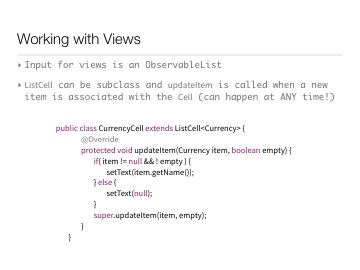 Working with Views
‣ Input for views is an ObservableList
‣ ListCell can be subclass and updateItem is called when a new
item is associated with the Cell (can happen at ANY time!)
public class CurrencyCell extends ListCell<Currency> {
@Override
protected void updateItem(Currency item, boolean empty) {
if( item != null && ! empty ) {
setText(item.getName());
} else {
setText(null);
}
super.updateItem(item, empty);
}
}